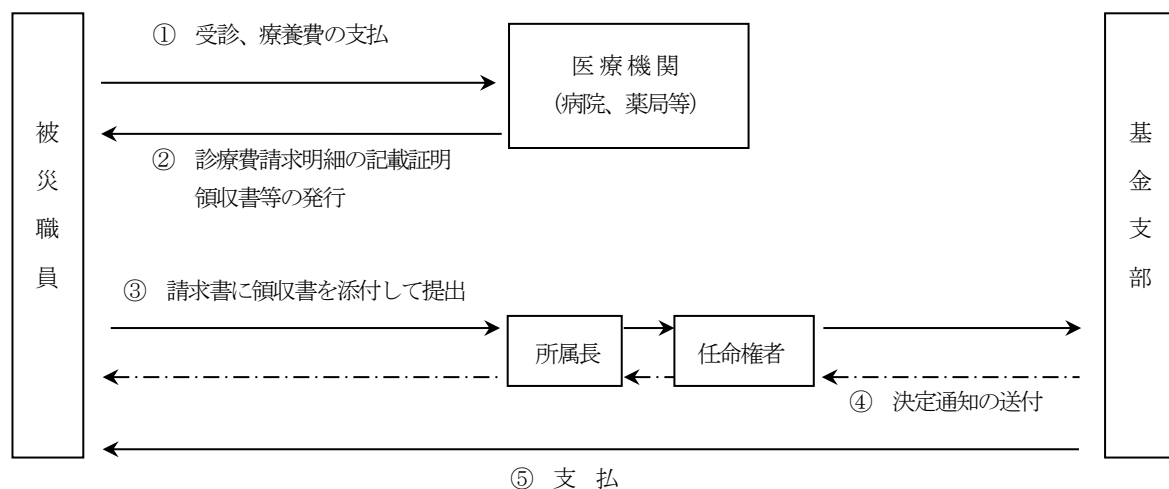 ① 受診、療養費の支払
医 療 機 関
（病院、薬局等）
被災職員
基金支部
② 診療費請求明細の記載証明
領収書等の発行
③ 請求書に領収書を添付して提出
所属長
任命権者
④ 決定通知の送付
⑤ 支 払